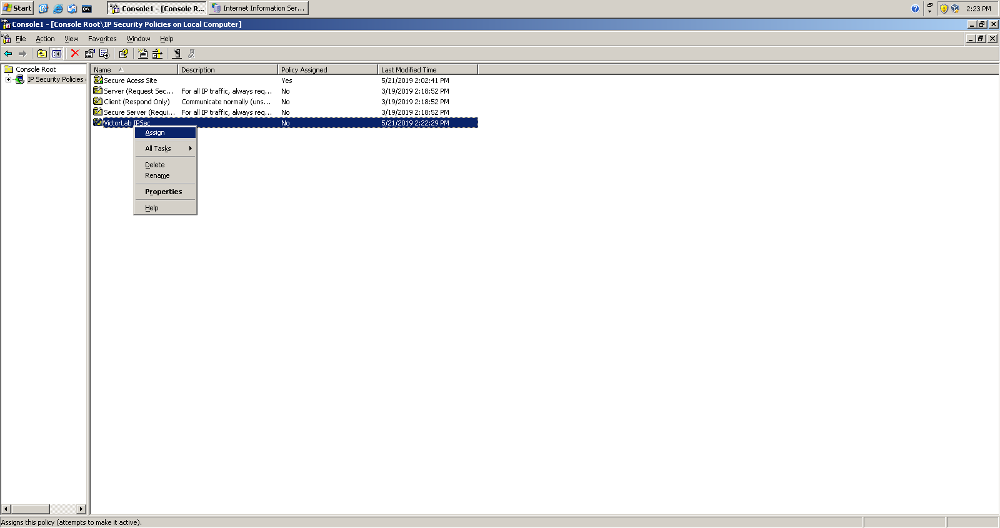 Start
Console1 - [Console R...
Internet Information Ser...
2:23 PM
Console1 - [Console Root\IP Security Policies on Local Computer]
File Action View Favorites Window Help
Console Root
IP Security Policies
Name Description Policy Assigned Last Modified Time
Secure Acess Site Yes 5/21/2019 2:02:41 PM
Server (Request Sec... For all IP traffic, always req... No 3/19/2019 2:18:52 PM
Client (Respond Only) Communicate normally (uns... No 3/19/2019 2:18:52 PM
Secure Server (Requi... For all IP traffic, always req... No 3/19/2019 2:18:52 PM
VictorLab IPSec No 5/21/2019 2:22:29 PM
Assign
All Tasks
Delete
Rename
Properties
Help
Assigns this policy (attempts to make it active).